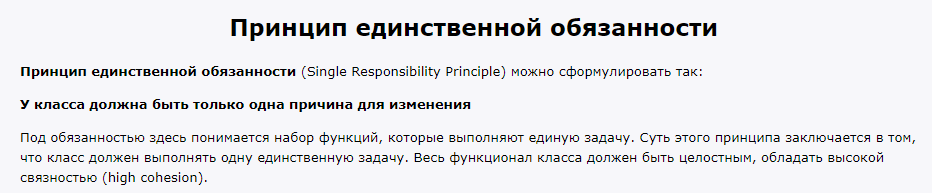 Принцип единственной обязанности
Принцип единственной обязанности (Single Responsibility Principle) можно сформулировать так:
У класса должна быть только одна причина для изменения
Под обязанностью здесь понимается набор функций, которые выполняют единую задачу. Суть этого принципа заключается в том,
что класс должен выполнять одну единственную задачу. Весь функционал класса должен быть целостным, обладать высокой
связностью (high cohesion).